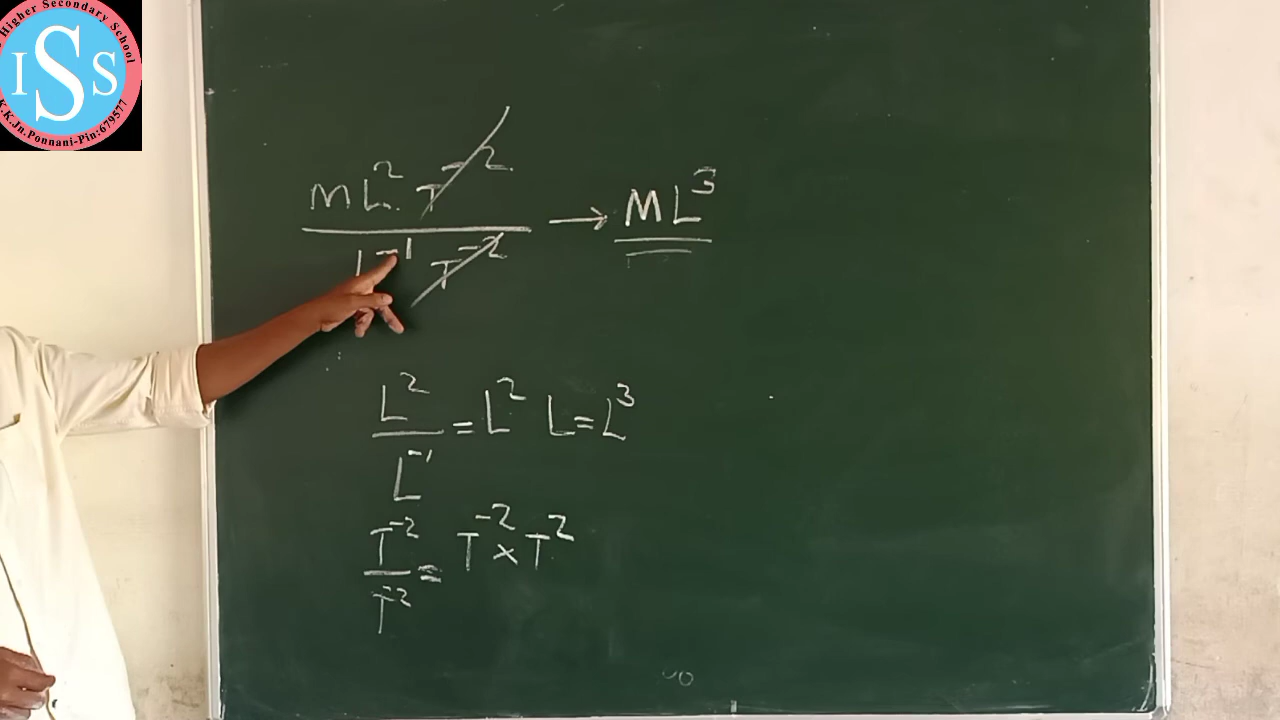 Higher Secondary School
ISS
K.K.Jn.Ponnani-Pin:679577
ML² T⁻² → ML³
L⁻¹ T⁻²
L² = L² L = L³
L⁻¹
T⁻² = T⁻² × T²
T⁻²